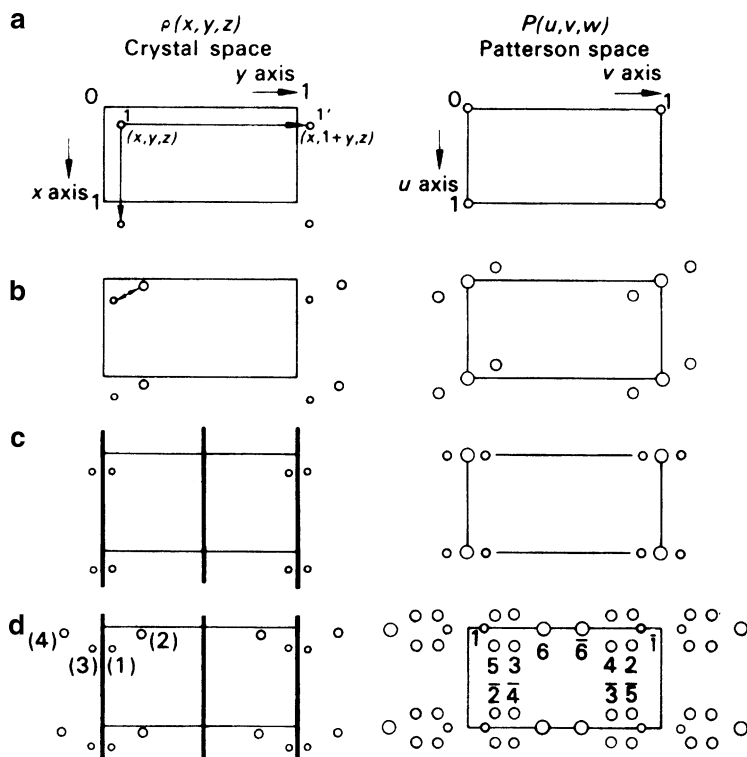 a
ρ(x,y,z)
Crystal space
y axis
1
0
1
1'
(x,y,z)
(x,1+y,z)
x axis
1
P(u,v,w)
Patterson space
v axis
0
1
u axis
1
b
c
d
(4)
(2)
(3)
(1)
1
6
6̅
1̅
5 3
4 2
2̅ 4̅
3̅ 5̅